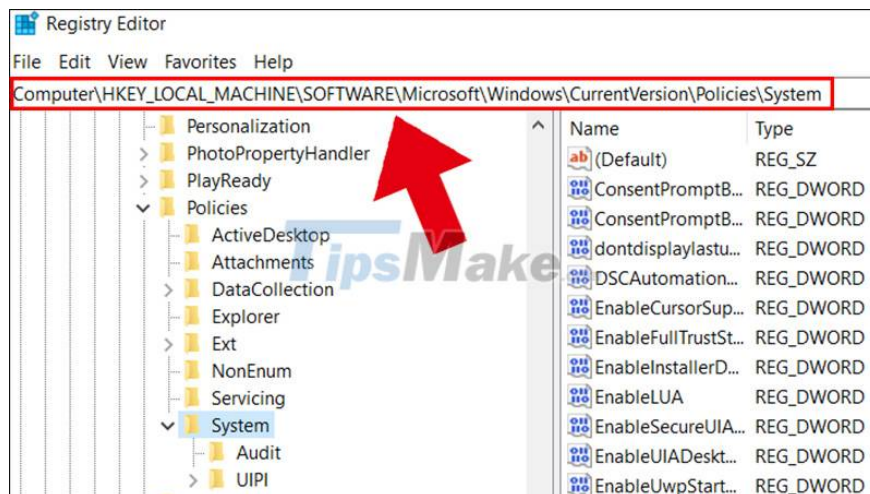 Registry Editor
File Edit View Favorites Help
Computer\HKEY_LOCAL_MACHINE\SOFTWARE\Microsoft\Windows\CurrentVersion\Policies\System
Personalization
PhotoPropertyHandler
PlayReady
Policies
ActiveDesktop
Attachments
DataCollection
Explorer
Ext
NonEnum
Servicing
System
Audit
UIPI
Name Type
(Default) REG_SZ
ConsentPromptB... REG_DWORD
ConsentPromptB... REG_DWORD
dontdisplaylastu... REG_DWORD
DSCAutomation... REG_DWORD
EnableCursorSup... REG_DWORD
EnableFullTrustSt... REG_DWORD
EnableInstallerD... REG_DWORD
EnableLUA REG_DWORD
EnableSecureUIA... REG_DWORD
EnableUIADeskt... REG_DWORD
EnableUwpStart... REG_DWORD
TipsMake